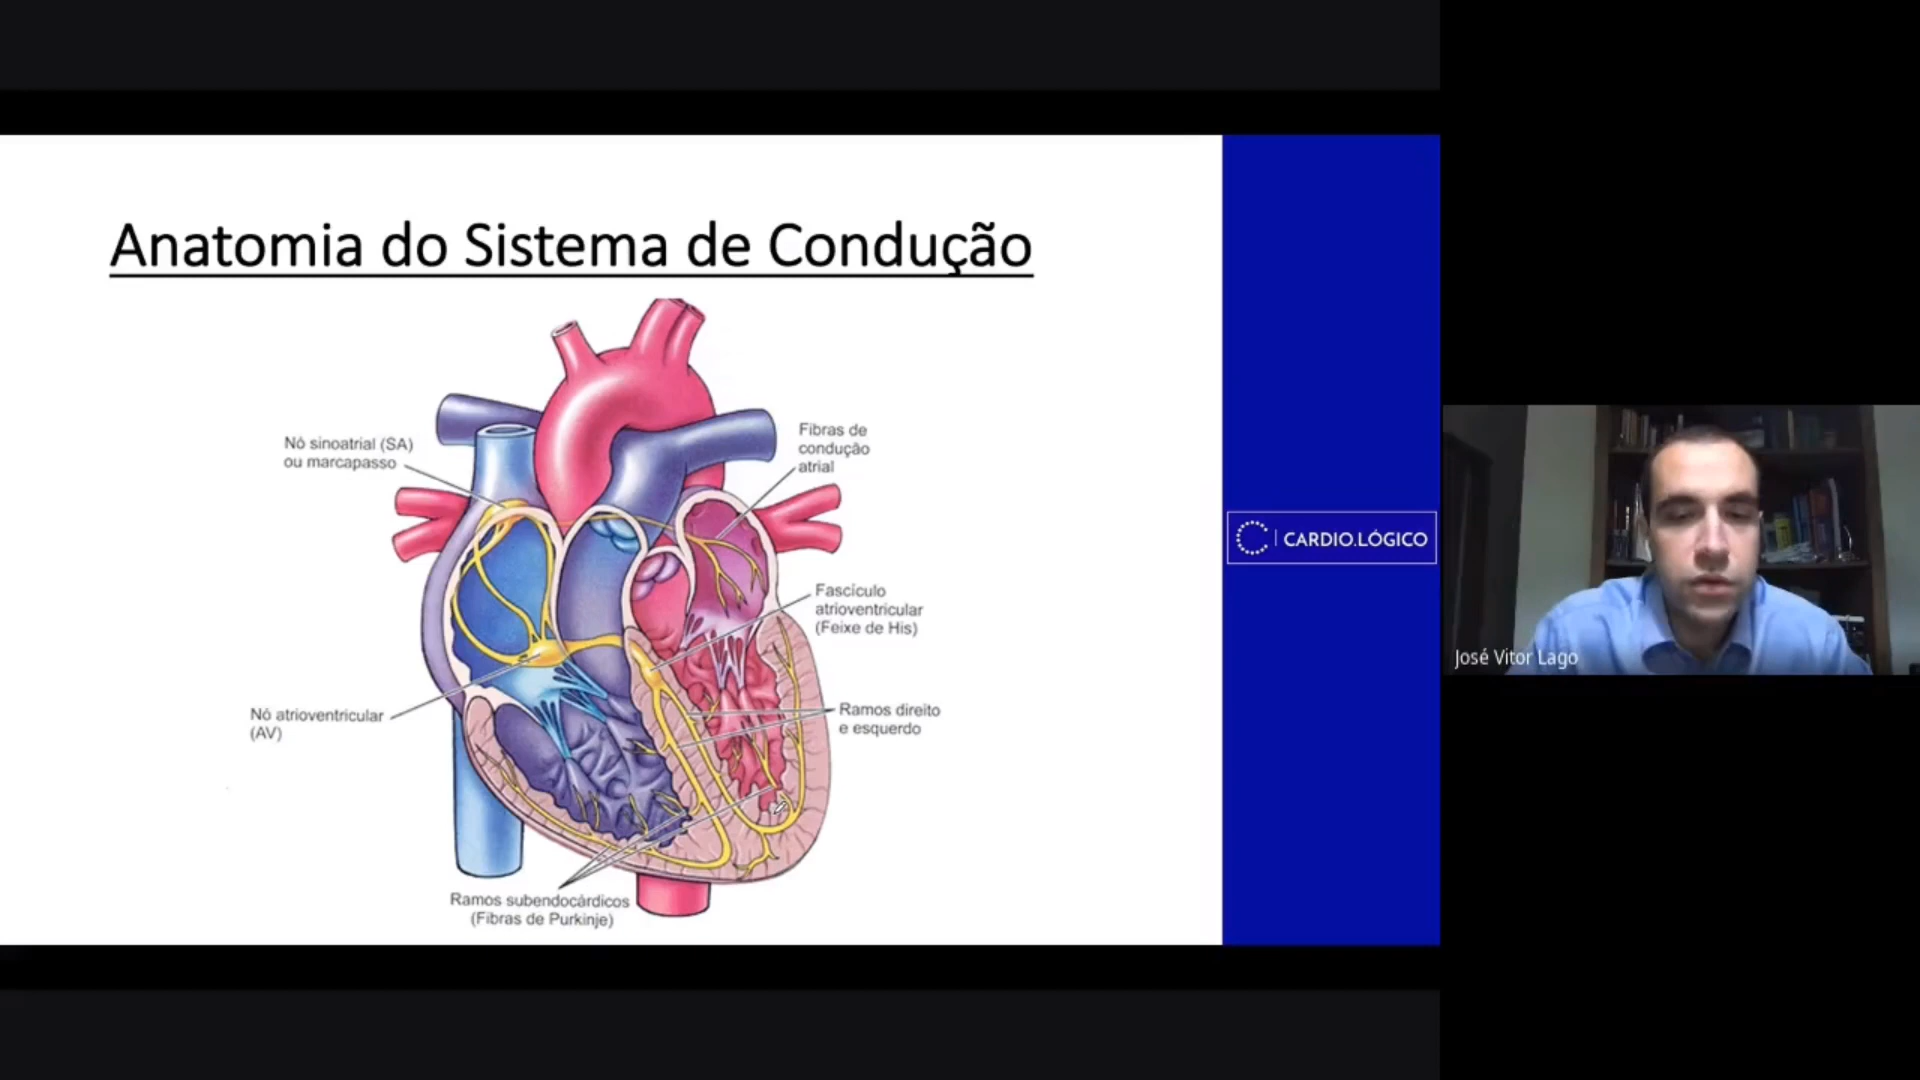 Anatomia do Sistema de Condução
Nó sinoatrial (SA)
ou marcapasso
Fibras de
condução
atrial
Fascículo
atrioventricular
(Feixe de His)
Nó atrioventricular
(AV)
Ramos direito
e esquerdo
Ramos subendocárdicos
(Fibras de Purkinje)
CARDIO.LÓGICO
José Vitor Lago